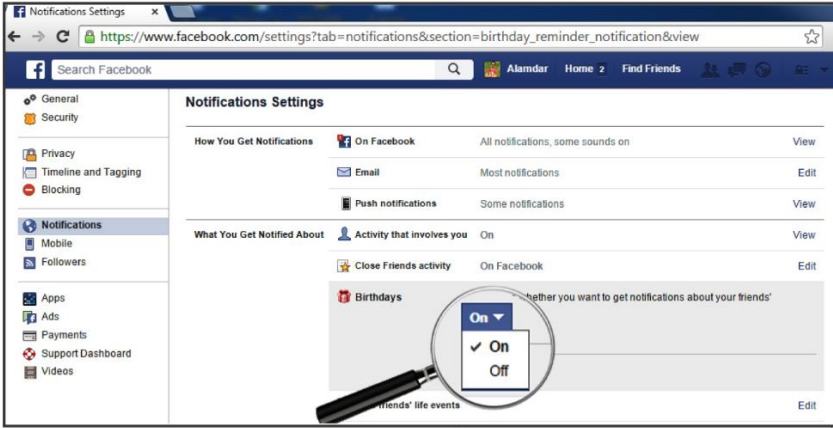 Notifications Settings
https://www.facebook.com/settings?tab=notifications&section=birthday_reminder_notification&view
Search Facebook
Alamdar Home 2 Find Friends
General
Security
Privacy
Timeline and Tagging
Blocking
Notifications
Mobile
Followers
Apps
Ads
Payments
Support Dashboard
Videos
Notifications Settings
How You Get Notifications
On Facebook All notifications, some sounds on View
Email Most notifications Edit
Push notifications Some notifications View
What You Get Notified About
Activity that involves you On View
Close Friends activity On Facebook Edit
Birthdays whether you want to get notifications about your friends'
On
On
Off
friends' life events Edit